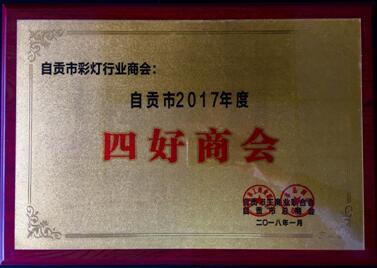 自贡市彩灯行业商会：
自贡市2017年度
四好商会
自贡市工商业联合会
自贡市总商会
二〇一八年一月